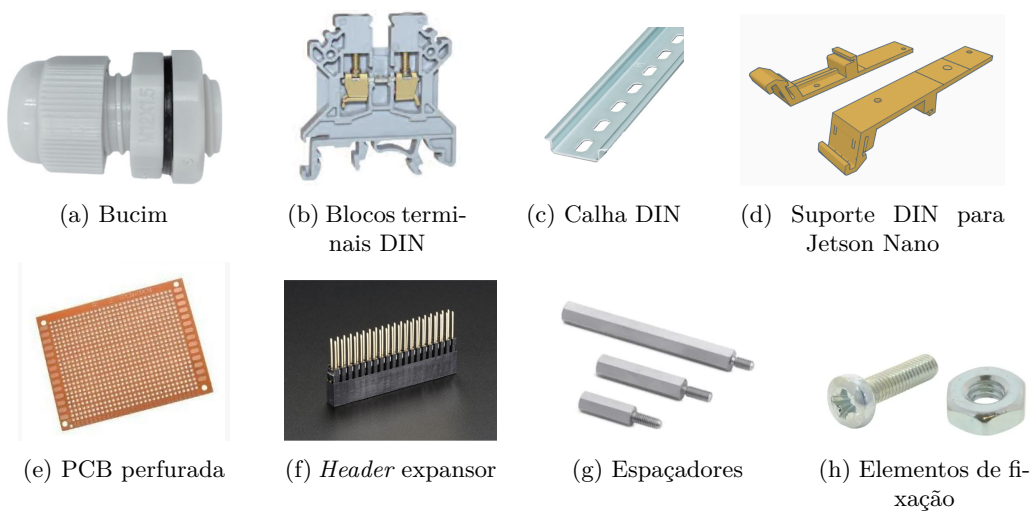 (a) Bucim
(b) Blocos termi-
nais DIN
(c) Calha DIN
(d) Suporte DIN para
Jetson Nano
(e) PCB perfurada
(f) Header expansor
(g) Espaçadores
(h) Elementos de fi-
xação